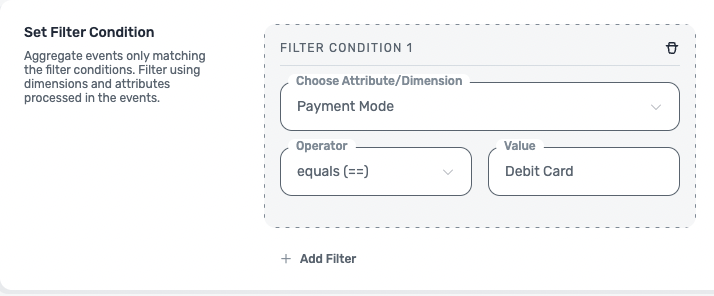 Set Filter Condition
Aggregate events only matching
the filter conditions. Filter using
dimensions and attributes
processed in the events.
FILTER CONDITION 1
Choose Attribute/Dimension
Payment Mode
Operator
equals (==)
Value
Debit Card
+ Add Filter